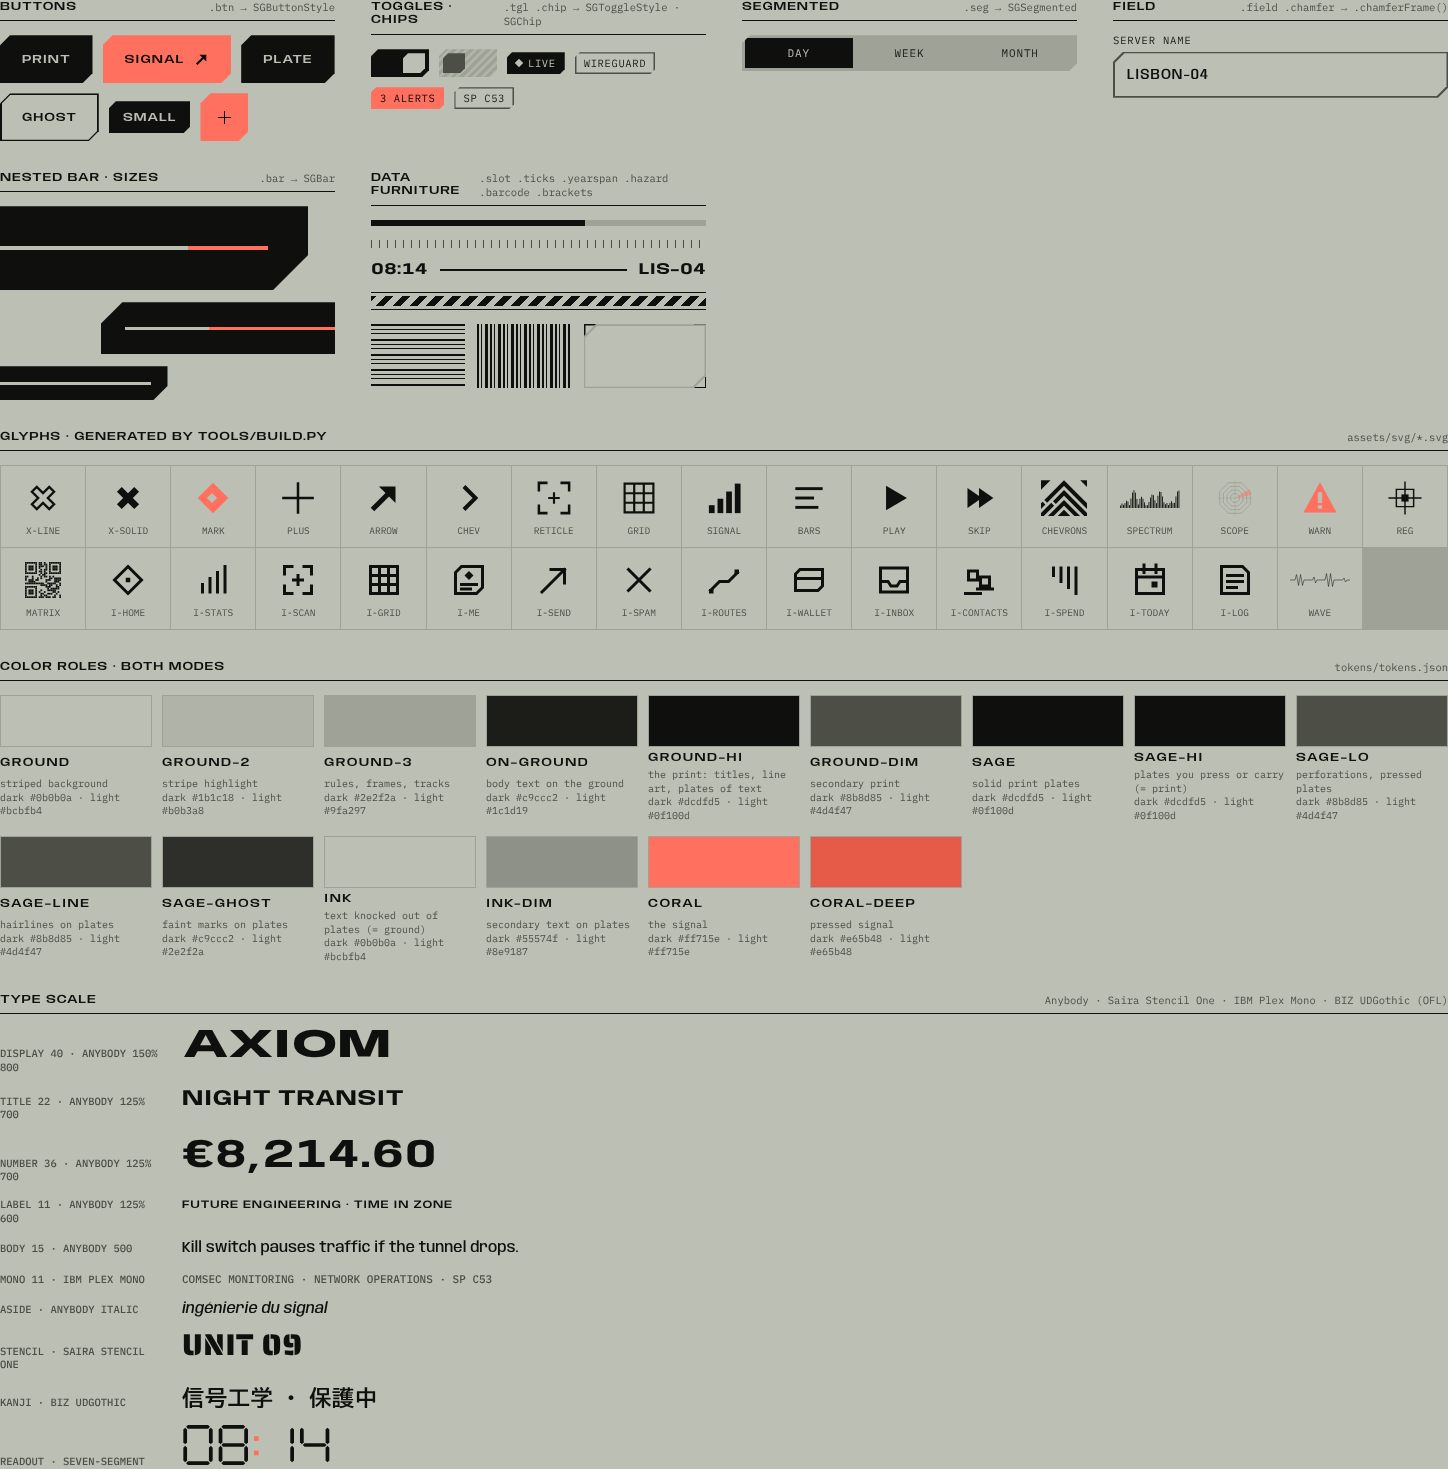 BUTTONS
.btn → SGButtonStyle
PRINT
SIGNAL
PLATE
GHOST
SMALL
TOGGLES ·
CHIPS
.tgl .chip → SGToggleStyle ·
SGChip
LIVE
WIREGUARD
3 ALERTS
SP C53
SEGMENTED
.seg → SGSegmented
DAY
WEEK
MONTH
FIELD
.field .chamfer → .chamferFrame()
SERVER NAME
LISBON-04
NESTED BAR · SIZES
.bar → SGBar
DATA
FURNITURE
.slot .ticks .yearspan .hazard
.barcode .brackets
08:14
LIS-04
GLYPHS · GENERATED BY TOOLS/BUILD.PY
assets/svg/*.svg
X-LINE
X-SOLID
MARK
PLUS
ARROW
CHEV
RETICLE
GRID
SIGNAL
BARS
PLAY
SKIP
CHEVRONS
SPECTRUM
SCOPE
WARN
REG
MATRIX
I-HOME
I-STATS
I-SCAN
I-GRID
I-ME
I-SEND
I-SPAM
I-ROUTES
I-WALLET
I-INBOX
I-CONTACTS
I-SPEND
I-TODAY
I-LOG
WAVE
COLOR ROLES · BOTH MODES
tokens/tokens.json
GROUND
striped background
dark #0b0b0a · light
#bcbfb4
GROUND-2
stripe highlight
dark #1b1c18 · light
#b0b3a8
GROUND-3
rules, frames, tracks
dark #2e2f2a · light
#9fa297
ON-GROUND
body text on the ground
dark #c9ccc2 · light
#1c1d19
GROUND-HI
the print: titles, line
art, plates of text
dark #dcdfd5 · light
#0f100d
GROUND-DIM
secondary print
dark #8b8d85 · light
#4d4f47
SAGE
solid print plates
dark #dcdfd5 · light
#0f100d
SAGE-HI
plates you press or carry
(= print)
dark #dcdfd5 · light
#0f100d
SAGE-LO
perforations, pressed
plates
dark #8b8d85 · light
#4d4f47
SAGE-LINE
hairlines on plates
dark #8b8d85 · light
#4d4f47
SAGE-GHOST
faint marks on plates
dark #c9ccc2 · light
#2e2f2a
INK
text knocked out of
plates (= ground)
dark #0b0b0a · light
#bcbfb4
INK-DIM
secondary text on plates
dark #55574f · light
#8e9187
CORAL
the signal
dark #ff715e · light
#ff715e
CORAL-DEEP
pressed signal
dark #e65b48 · light
#e65b48
TYPE SCALE
Anybody · Saira Stencil One · IBM Plex Mono · BIZ UDGothic (OFL)
DISPLAY 40 · ANYBODY 150%
800
AXIOM
TITLE 22 · ANYBODY 125%
700
NIGHT TRANSIT
NUMBER 36 · ANYBODY 125%
700
€8,214.60
LABEL 11 · ANYBODY 125%
600
FUTURE ENGINEERING · TIME IN ZONE
BODY 15 · ANYBODY 500
Kill switch pauses traffic if the tunnel drops.
MONO 11 · IBM PLEX MONO
COMSEC MONITORING · NETWORK OPERATIONS · SP C53
ASIDE · ANYBODY ITALIC
ingénierie du signal
STENCIL · SAIRA STENCIL
ONE
UNIT 09
KANJI · BIZ UDGOTHIC
信号工学 · 保護中
READOUT · SEVEN-SEGMENT
08:14